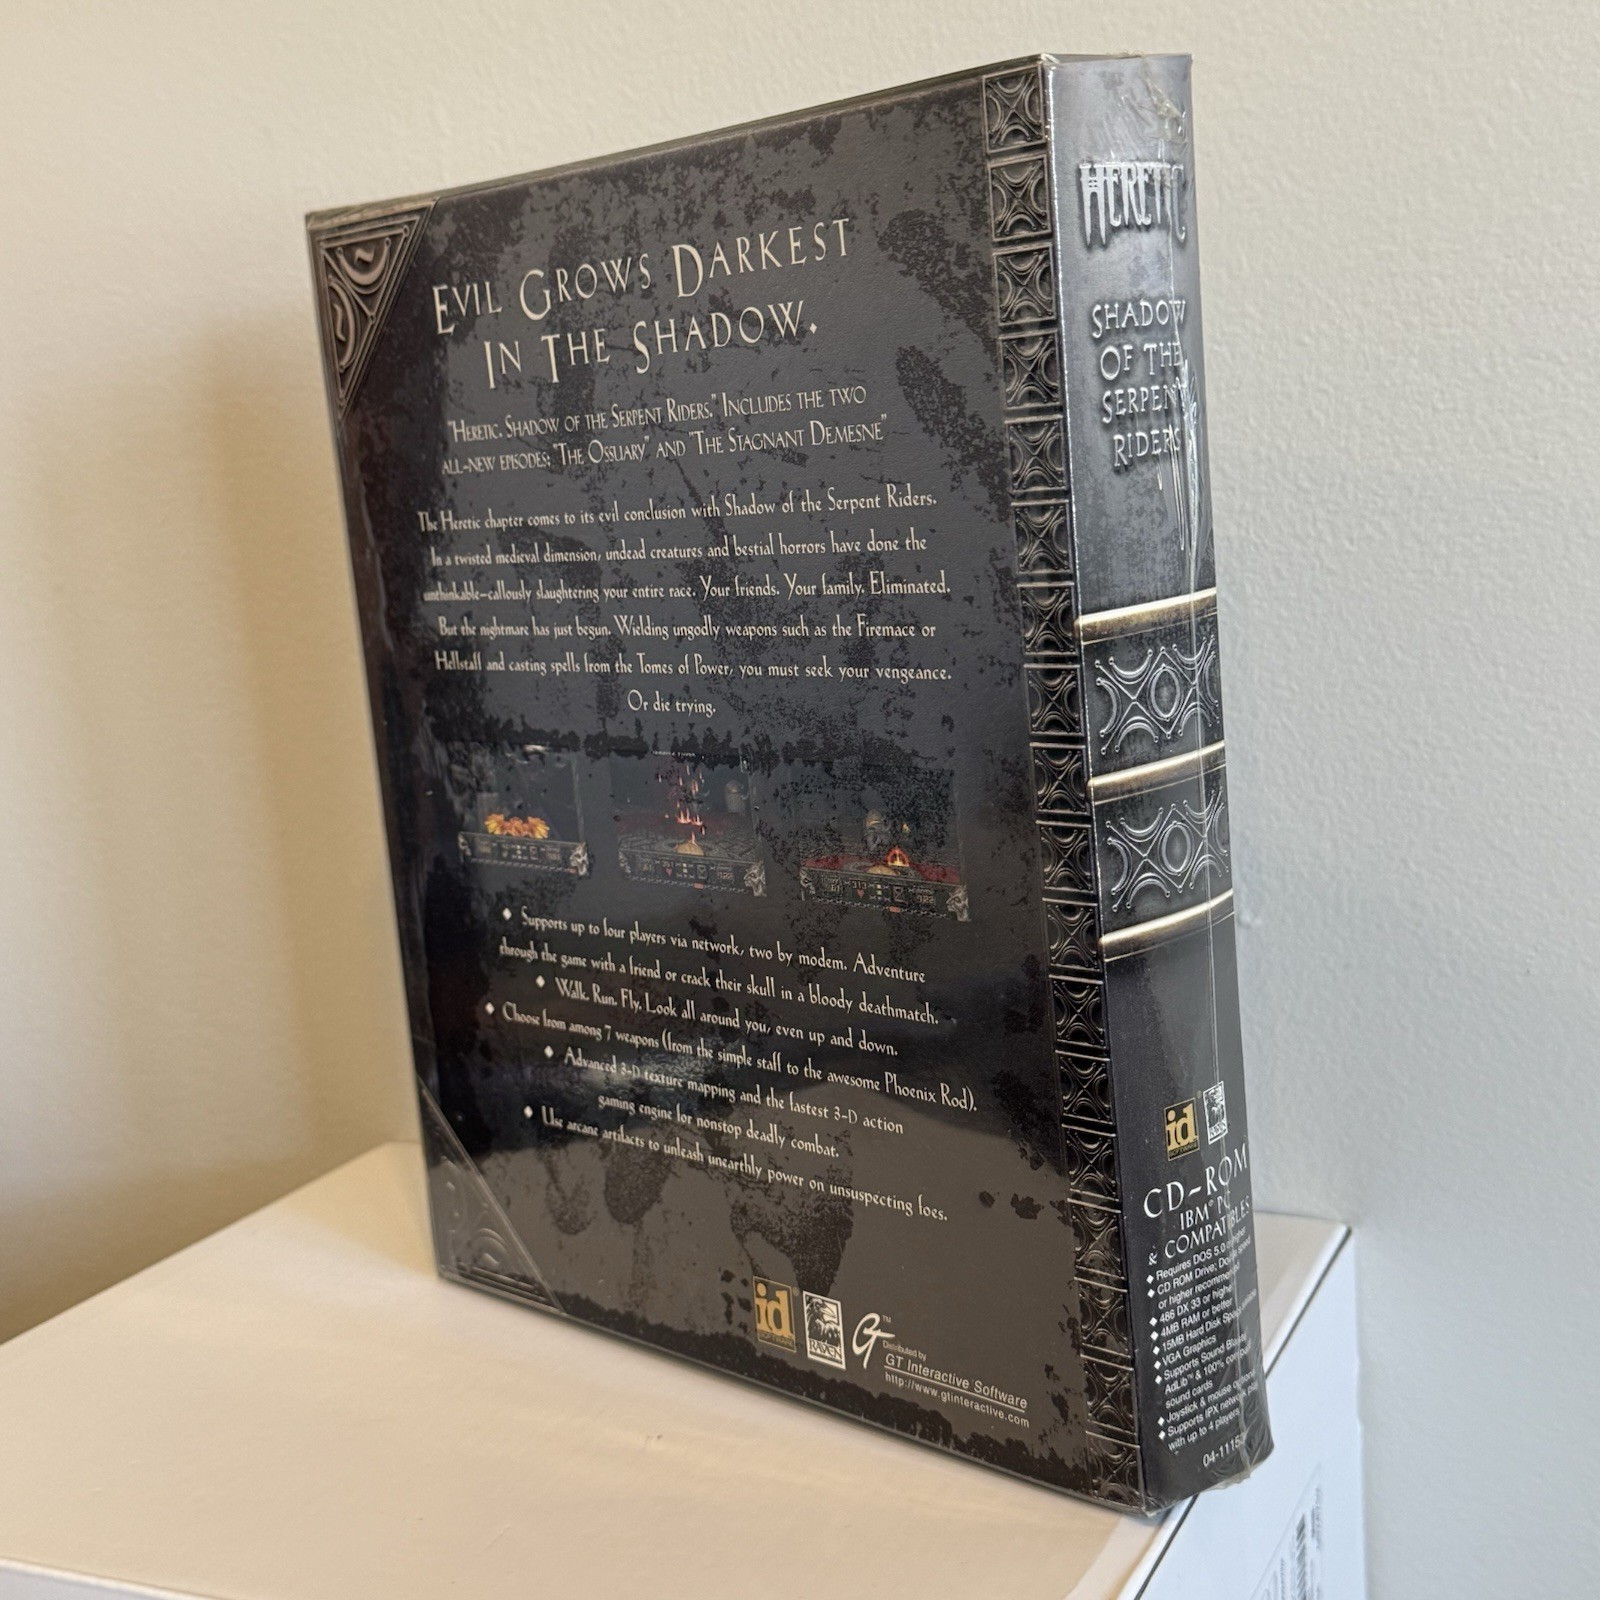 Evil Grows Darkest
In The Shadow.
"Heretic. Shadow of the Serpent Riders." Includes the two
all-new episodes: "The Ossuary" and "The Stagnant Demesne"
The Heretic chapter comes to its evil conclusion with Shadow of the Serpent Riders.
In a twisted medieval dimension, undead creatures and bestial horrors have done the
unthinkable–callously slaughtering your entire race. Your friends. Your family. Eliminated.
But the nightmare has just begun. Wielding ungodly weapons such as the Firemace or
Hellstaff and casting spells from the Tomes of Power, you must seek your vengeance.
Or die trying.
♦ Supports up to four players via network, two by modem. Adventure
through the game with a friend or crack their skull in a bloody deathmatch.
♦ Walk. Run. Fly. Look all around you, even up and down.
♦ Choose from among 7 weapons (from the simple staff to the awesome Phoenix Rod).
♦ Advanced 3-D texture mapping and the fastest 3-D action
gaming engine for nonstop deadly combat.
♦ Use arcane artifacts to unleash unearthly power on unsuspecting foes.
id
SOFTWARE
RAVEN
GT™
Distributed by
GT Interactive Software
http://www.gtinteractive.com
HERETIC
SHADOW
OF THE
SERPENT
RIDERS
id
SOFTWARE
CD-ROM
IBM® PC
& COMPATIBLES
♦ Requires DOS 5.0 or higher
♦ CD ROM Drive; Double speed
or higher recommended
♦ 486 DX 33 or higher
♦ 4MB RAM or better
♦ 15MB Hard Disk Space
♦ VGA Graphics
♦ Supports Sound Blaster
AdLib™ & 100%
sound cards
♦ Joystick & mouse optional
♦ Supports IPX network play
with up to 4 players
04-1115